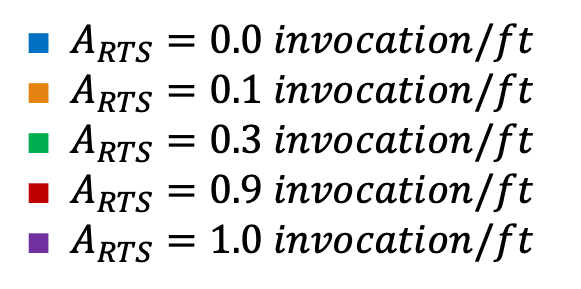 A_RTS = 0.0 invocation/ft
A_RTS = 0.1 invocation/ft
A_RTS = 0.3 invocation/ft
A_RTS = 0.9 invocation/ft
A_RTS = 1.0 invocation/ft